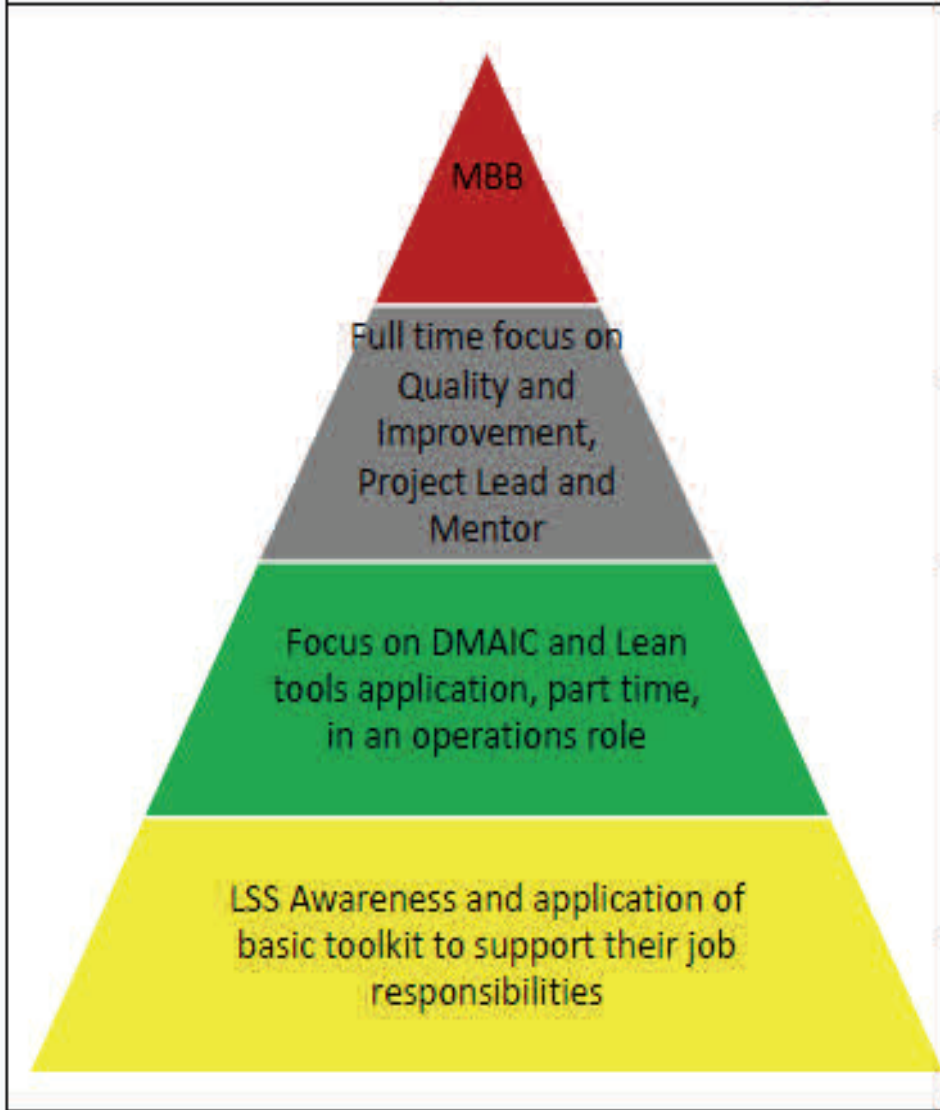 MBB
Full time focus on
Quality and
Improvement,
Project Lead and
Mentor
Focus on DMAIC and Lean
tools application, part time,
in an operations role
LSS Awareness and application of
basic toolkit to support their job
responsibilities